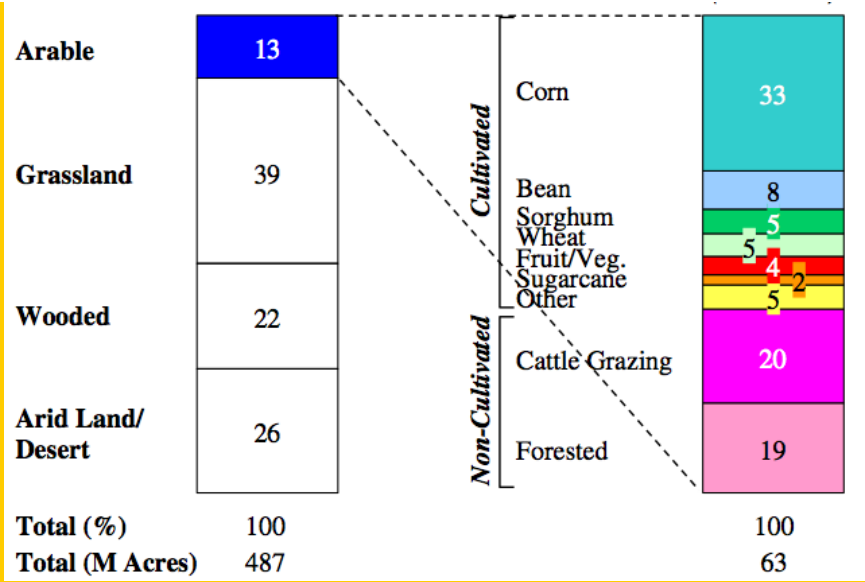 Arable
13
Grassland
39
Wooded
22
Arid Land/
Desert
26
Total (%) 100 100
Total (M Acres) 487 63
Cultivated
Corn 33
Bean 8
Sorghum 5
Wheat 5
Fruit/Veg. 4
Sugarcane 2
Other 5
Non-Cultivated
Cattle Grazing 20
Forested 19